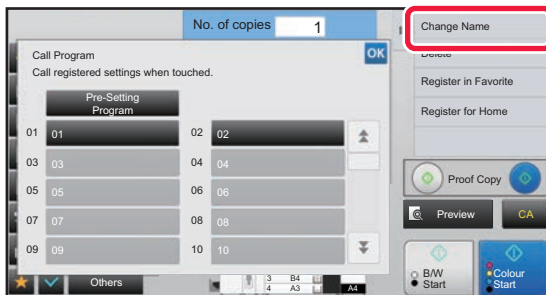 No. of copies 1
Change Name
Call Program
OK
Delete
Call registered settings when touched.
Register in Favorite
Pre-Setting
Program
Register for Home
01 01 02 02
03 03 04 04
05 05 06 06
Proof Copy
07 07 08 08
Preview CA
09 09 10 10
B/W
Start
Colour
Start
Others
3 B4
4 A3 A4